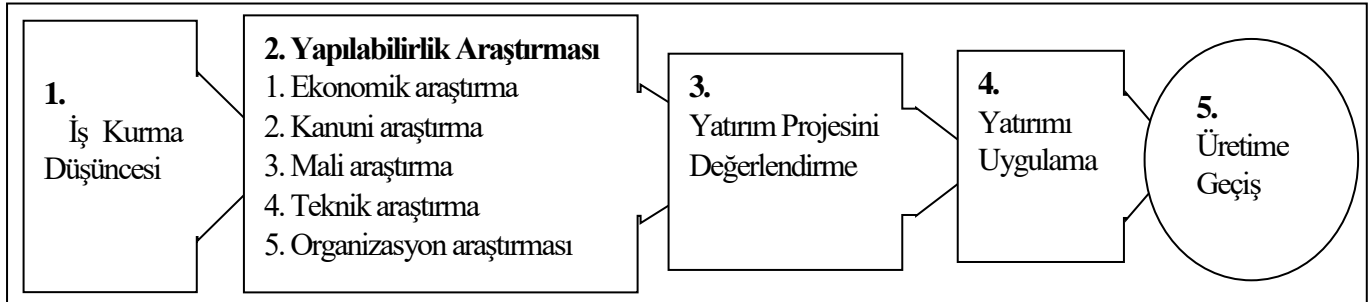 1.
İş Kurma
Düşüncesi
2. Yapılabilirlik Araştırması
1. Ekonomik araştırma
2. Kanuni araştırma
3. Mali araştırma
4. Teknik araştırma
5. Organizasyon araştırması
3.
Yatırım Projesini
Değerlendirme
4.
Yatırımı
Uygulama
5.
Üretime
Geçiş